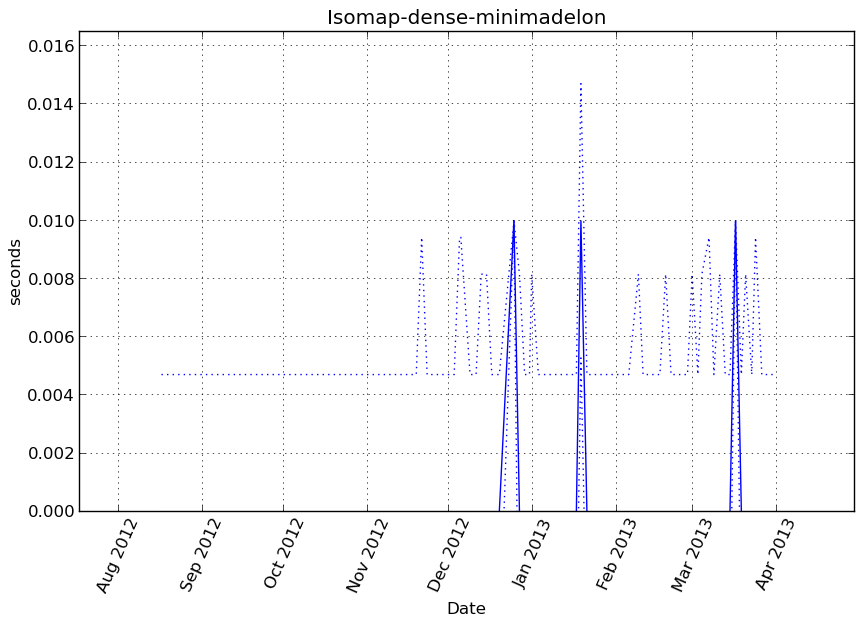 Isomap-dense-minimadelon
0.016
0.014
0.012
0.010
0.008
0.006
0.004
0.002
0.000
seconds
Aug 2012
Sep 2012
Oct 2012
Nov 2012
Dec 2012
Jan 2013
Feb 2013
Mar 2013
Apr 2013
Date